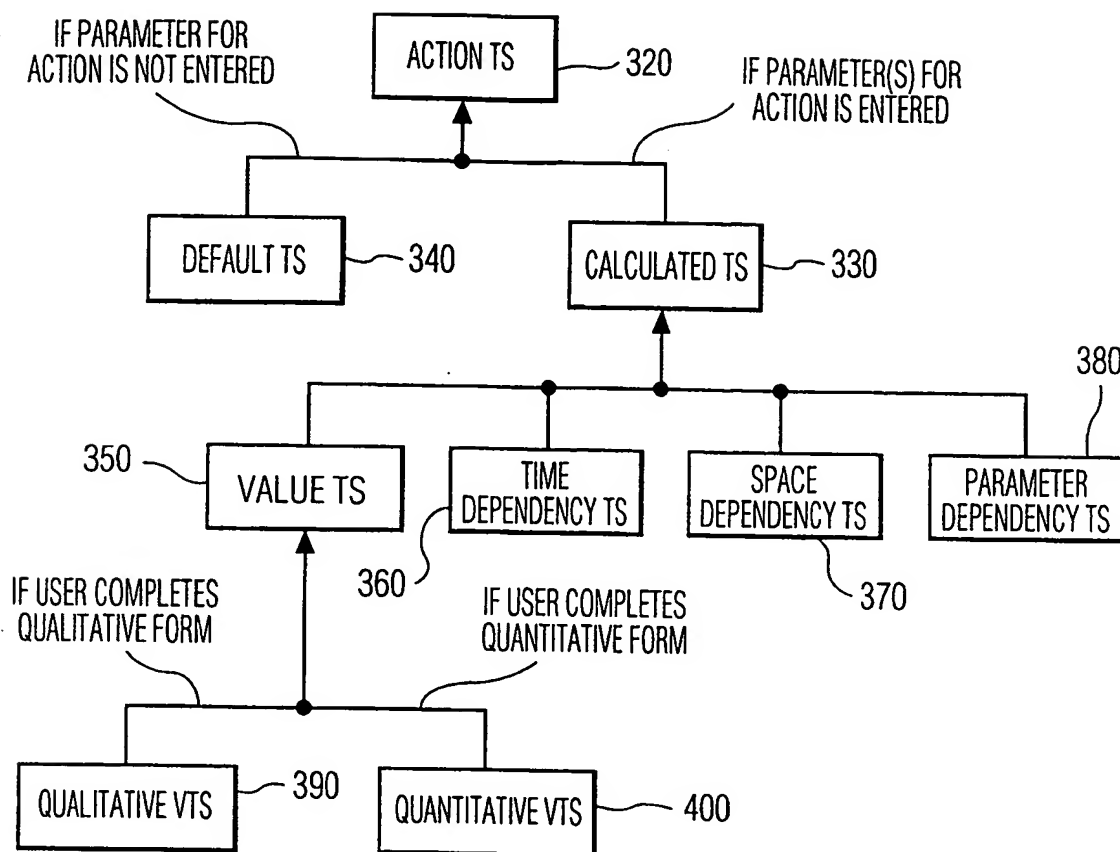 IF PARAMETER FOR
ACTION IS NOT ENTERED
ACTION TS
320
IF PARAMETER(S) FOR
ACTION IS ENTERED
DEFAULT TS
340
CALCULATED TS
330
380
350
VALUE TS
TIME
DEPENDENCY TS
SPACE
DEPENDENCY TS
PARAMETER
DEPENDENCY TS
360
370
IF USER COMPLETES
QUALITATIVE FORM
IF USER COMPLETES
QUANTITATIVE FORM
QUALITATIVE VTS
390
QUANTITATIVE VTS
400